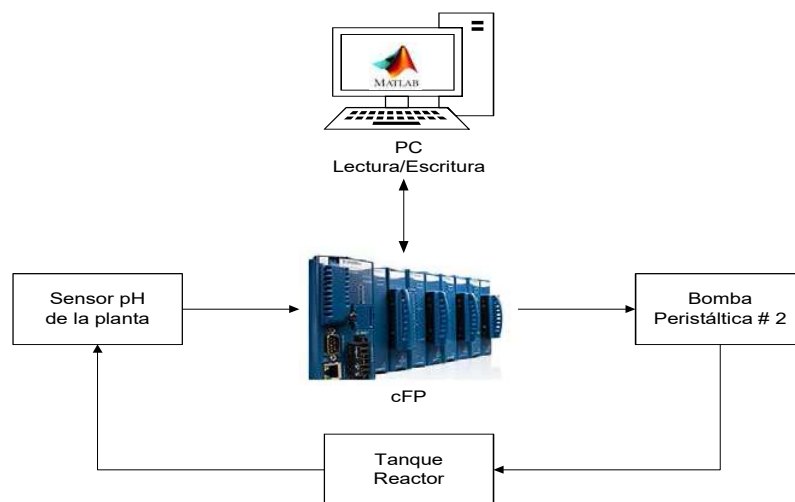 MATLAB
PC
Lectura/Escritura
Sensor pH
de la planta
Bomba
Peristáltica # 2
cFP
Tanque
Reactor